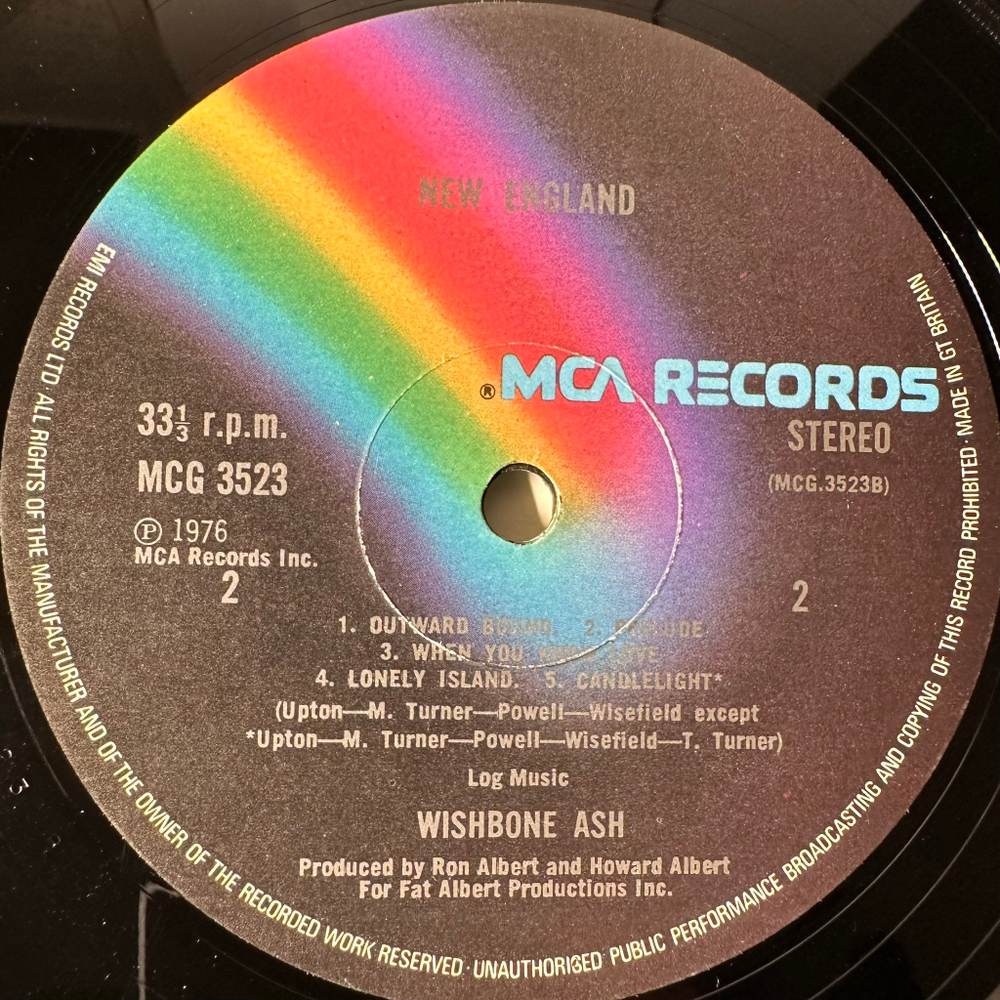 NEW ENGLAND
® MCA RECORDS
STEREO
(MCG.3523B)
33⅓ r.p.m.
MCG 3523
℗ 1976
MCA Records Inc.
2
2
1. OUTWARD BOUND. 2. PRELUDE
3. WHEN YOU KNOW LOVE
4. LONELY ISLAND. 5. CANDLELIGHT*
(Upton—M. Turner—Powell—Wisefield except
*Upton—M. Turner—Powell—Wisefield—T. Turner)
Log Music
WISHBONE ASH
Produced by Ron Albert and Howard Albert
For Fat Albert Productions Inc.
EMI RECORDS LTD ALL RIGHTS OF THE MANUFACTURER AND OF THE OWNER OF THE RECORDED WORK RESERVED · UNAUTHORISED PUBLIC PERFORMANCE BROADCASTING AND COPYING OF THIS RECORD PROHIBITED · MADE IN GT BRITAIN
3